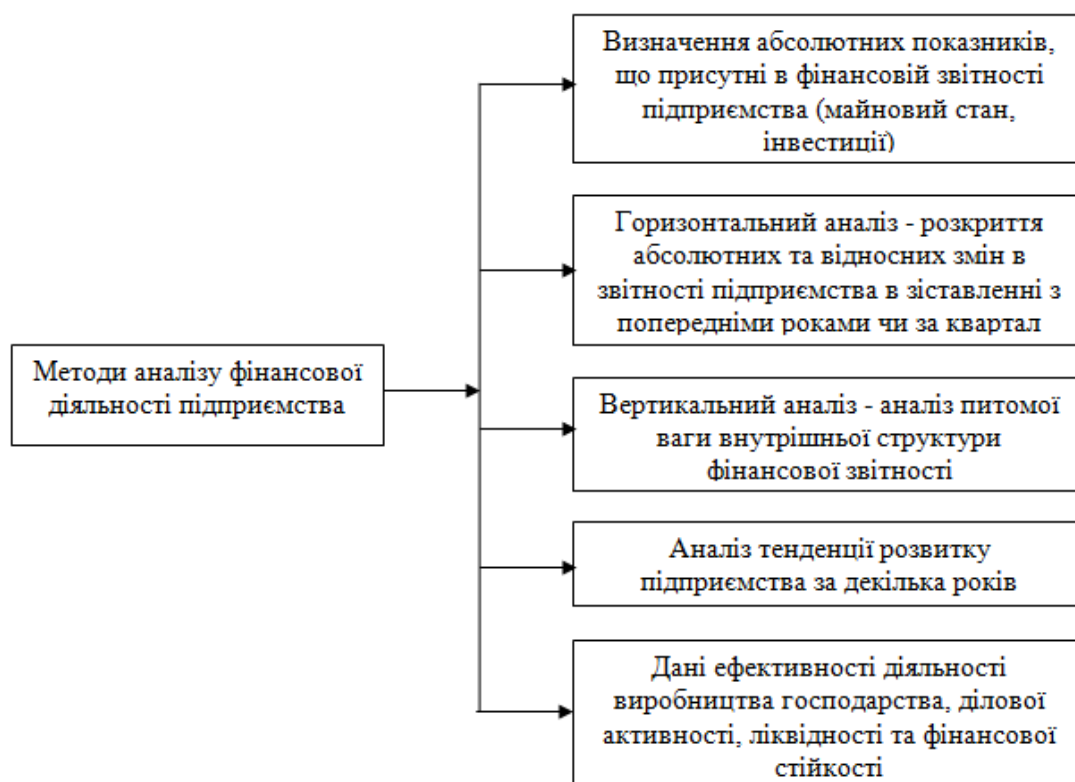 Визначення абсолютних показників,
що присутні в фінансовій звітності
підприємства (майновий стан,
інвестиції)
Горизонтальний аналіз - розкриття
абсолютних та відносних змін в
звітності підприємства в зіставленні з
попередніми роками чи за квартал
Методи аналізу фінансової
діяльності підприємства
Вертикальний аналіз - аналіз питомої
ваги внутрішньої структури
фінансової звітності
Аналіз тенденції розвитку
підприємства за декілька років
Дані ефективності діяльності
виробництва господарства, ділової
активності, ліквідності та фінансової
стійкості